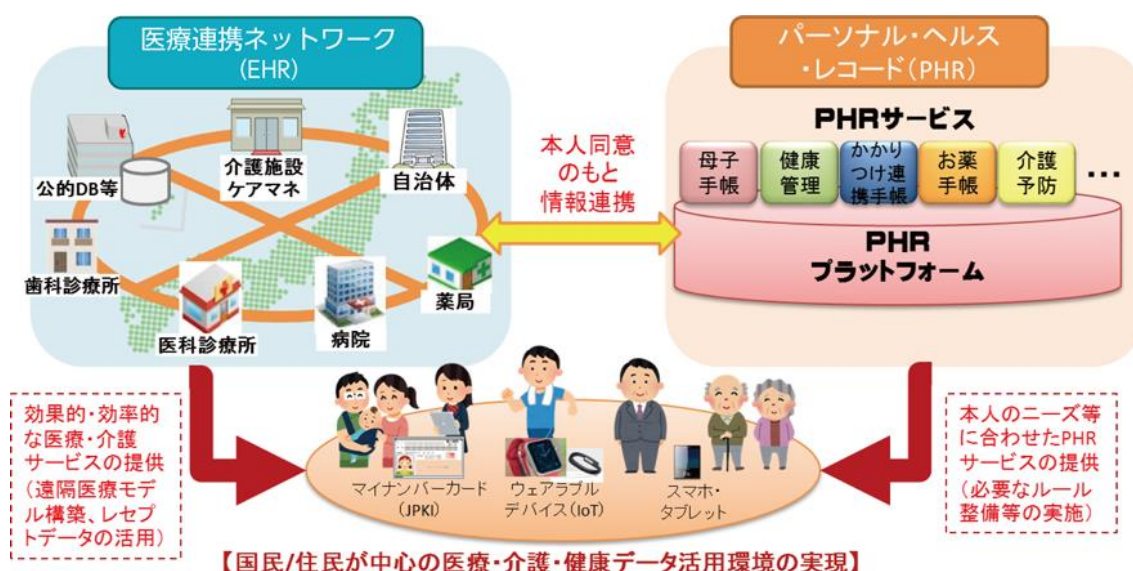 医療連携ネットワーク
(EHR)
公的DB等
介護施設
ケアマネ
自治体
歯科診療所
医科診療所
病院
薬局
本人同意
のもと
情報連携
パーソナル・ヘルス
・レコード(PHR)
PHRサービス
母子
手帳
健康
管理
かかり
つけ連
携手帳
お薬
手帳
介護
予防
…
PHR
プラットフォーム
効果的・効率的
な医療・介護
サービスの提供
(遠隔医療モデ
ル構築、レセプ
トデータの活用)
マイナンバーカード
(JPKI)
ウェアラブル
デバイス(IoT)
スマホ・
タブレット
本人のニーズ等
に合わせたPHR
サービスの提供
(必要なルール
整備等の実施)
【国民/住民が中心の医療・介護・健康データ活用環境の実現】